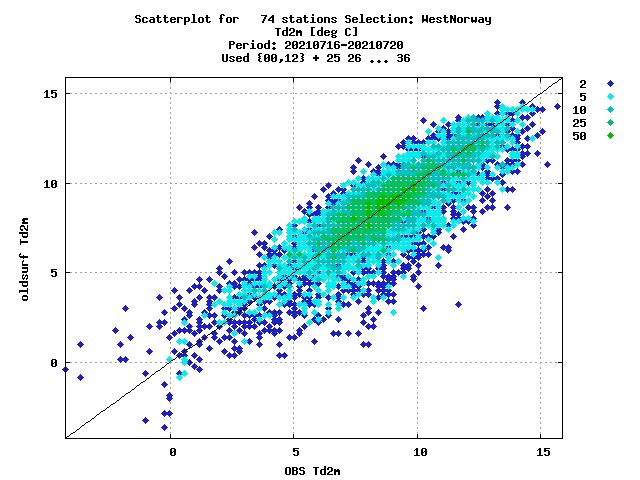 Scatterplot for 74 stations Selection: WestNorway
Td2m [deg C]
Period: 20210716-20210720
Used {00,12} + 25 26 ... 36
2
5
10
25
50
15
10
5
0
oldsurf Td2m
0 5 10 15
OBS Td2m